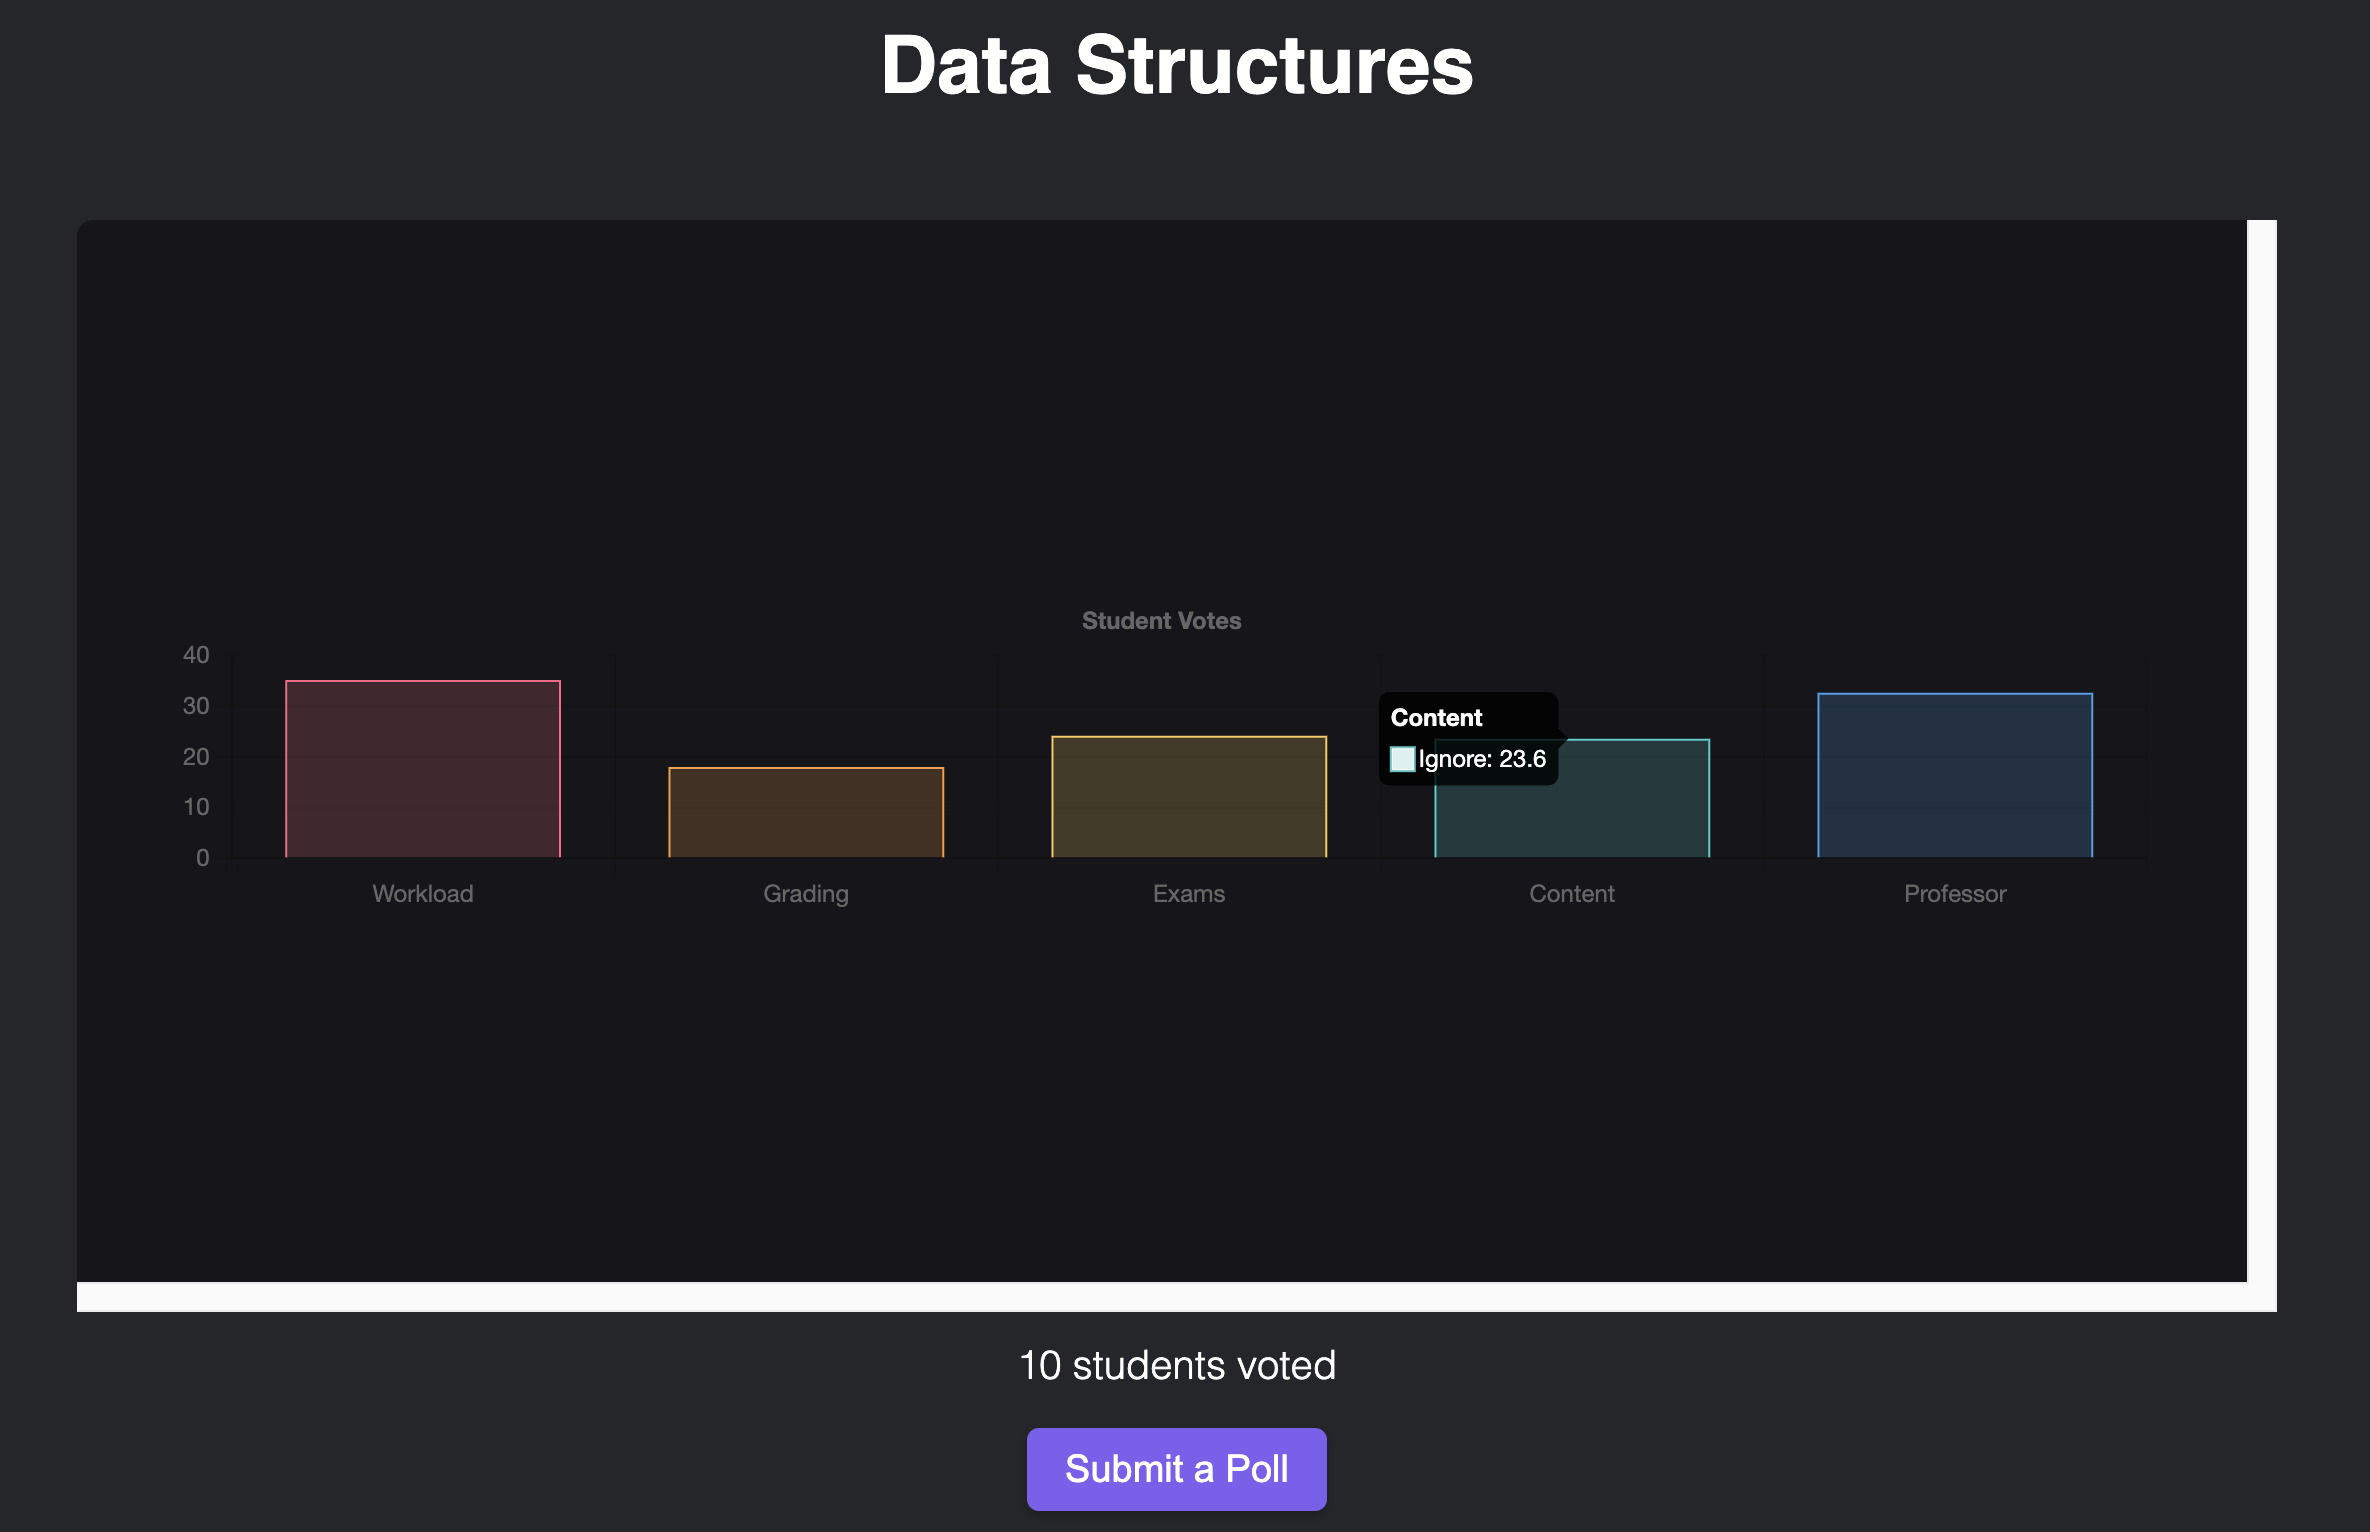 Data Structures
Student Votes
40
30
20
10
0
Content
Ignore: 23.6
Workload
Grading
Exams
Content
Professor
10 students voted
Submit a Poll